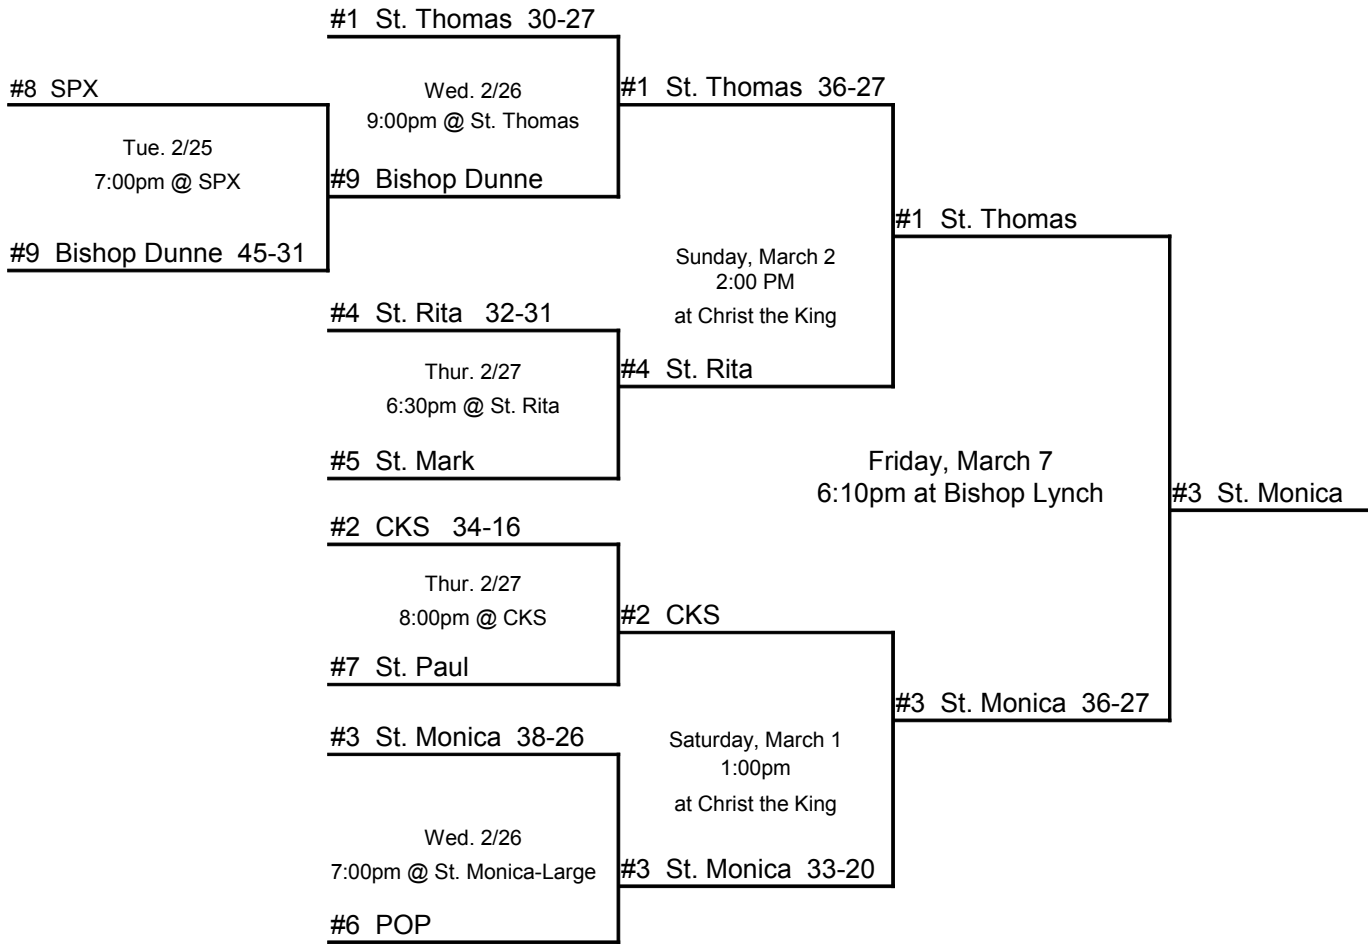 #1 St. Thomas 30-27
#8 SPX
Wed. 2/26
9:00pm @ St. Thomas
#1 St. Thomas 36-27
Tue. 2/25
7:00pm @ SPX
#9 Bishop Dunne
#9 Bishop Dunne 45-31
#1 St. Thomas
Sunday, March 2
2:00 PM
at Christ the King
#4 St. Rita 32-31
Thur. 2/27
6:30pm @ St. Rita
#4 St. Rita
#5 St. Mark
Friday, March 7
6:10pm at Bishop Lynch
#3 St. Monica
#2 CKS 34-16
Thur. 2/27
8:00pm @ CKS
#2 CKS
#7 St. Paul
#3 St. Monica 36-27
#3 St. Monica 38-26
Saturday, March 1
1:00pm
at Christ the King
Wed. 2/26
7:00pm @ St. Monica-Large
#3 St. Monica 33-20
#6 POP